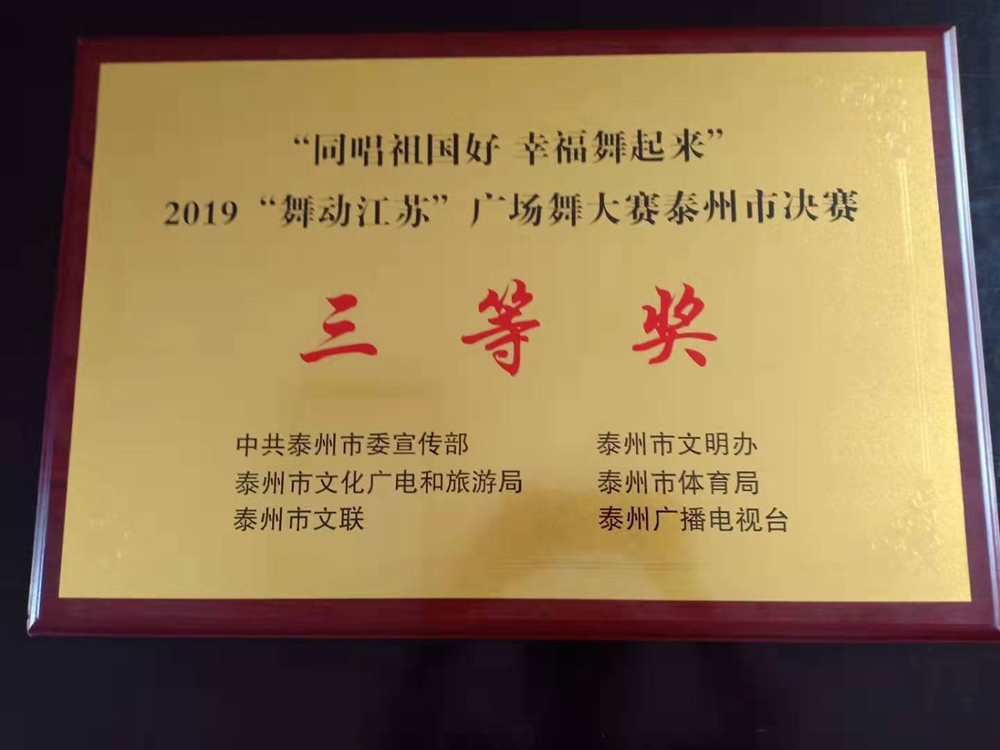 “同唱祖国好 幸福舞起来”
2019 “舞动江苏”广场舞大赛泰州市决赛
三等奖
中共泰州市委宣传部 泰州市文明办
泰州市文化广电和旅游局 泰州市体育局
泰州市文联 泰州广播电视台